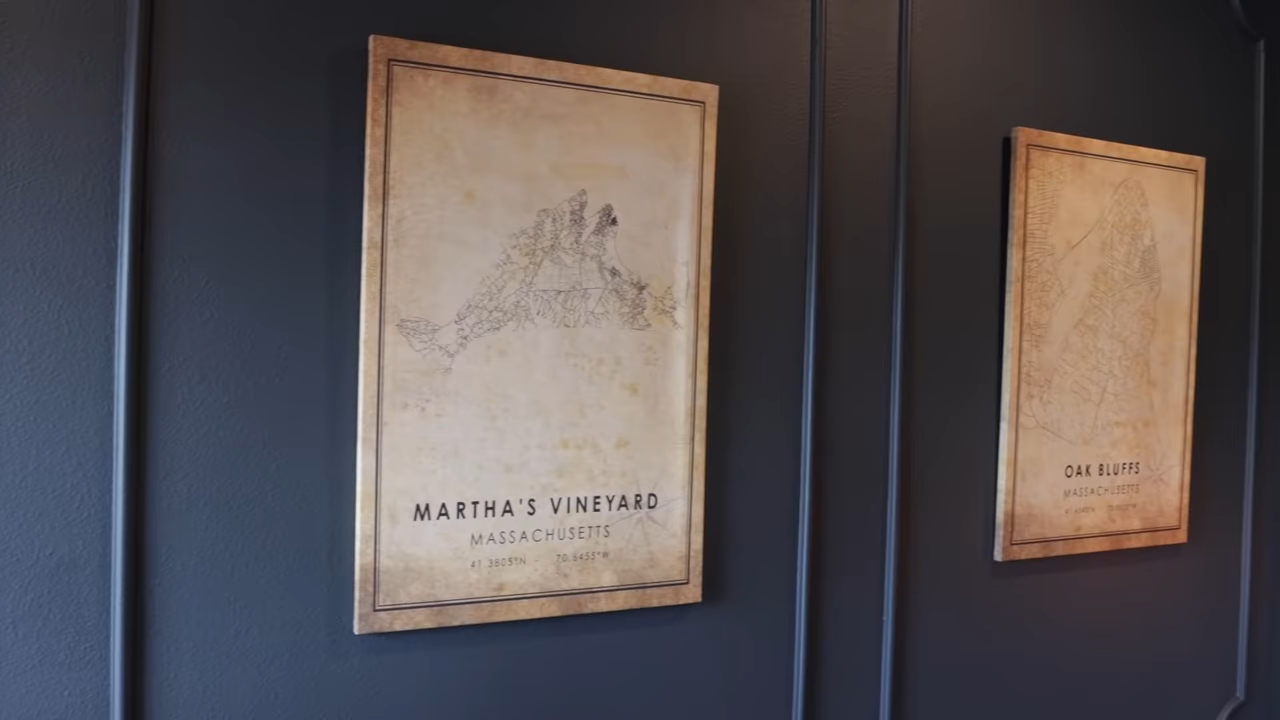 MARTHA'S VINEYARD
MASSACHUSETTS
41.3805°N - 70.6455°W
OAK BLUFFS
MASSACHUSETTS